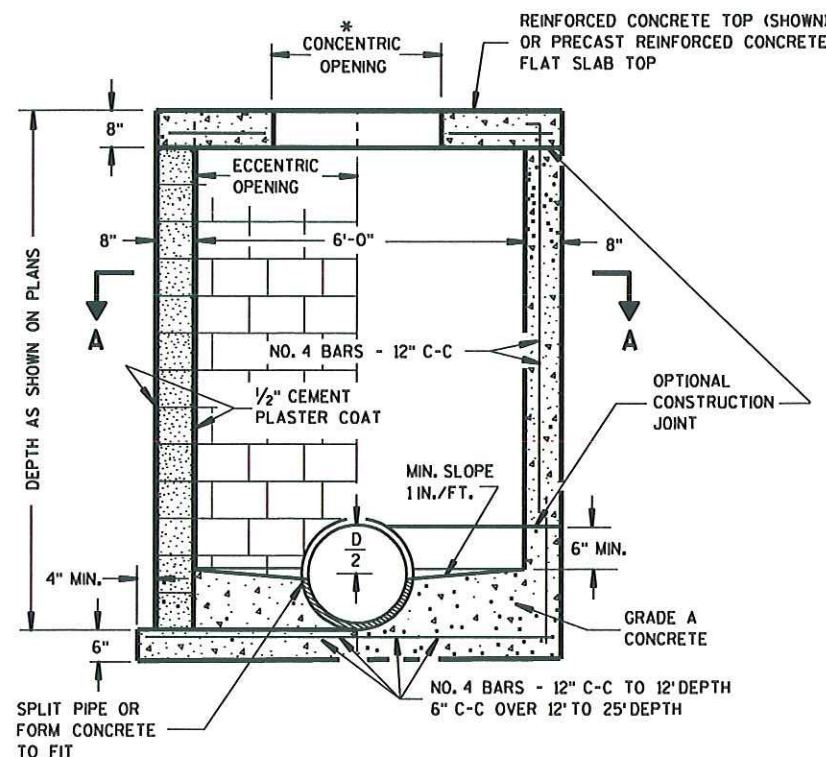 REINFORCED CONCRETE TOP (SHOWN)
OR PRECAST REINFORCED CONCRETE
FLAT SLAB TOP
*
CONCENTRIC
OPENING
8"
ECCENTRIC
OPENING
8"
6'-0"
8"
A
A
DEPTH AS SHOWN ON PLANS
NO. 4 BARS - 12" C-C
1/2" CEMENT
PLASTER COAT
OPTIONAL
CONSTRUCTION
JOINT
MIN. SLOPE
1 IN./FT.
D
2
6" MIN.
4" MIN.
GRADE A
CONCRETE
6"
NO. 4 BARS - 12" C-C TO 12' DEPTH
6" C-C OVER 12' TO 25' DEPTH
SPLIT PIPE OR
FORM CONCRETE
TO FIT